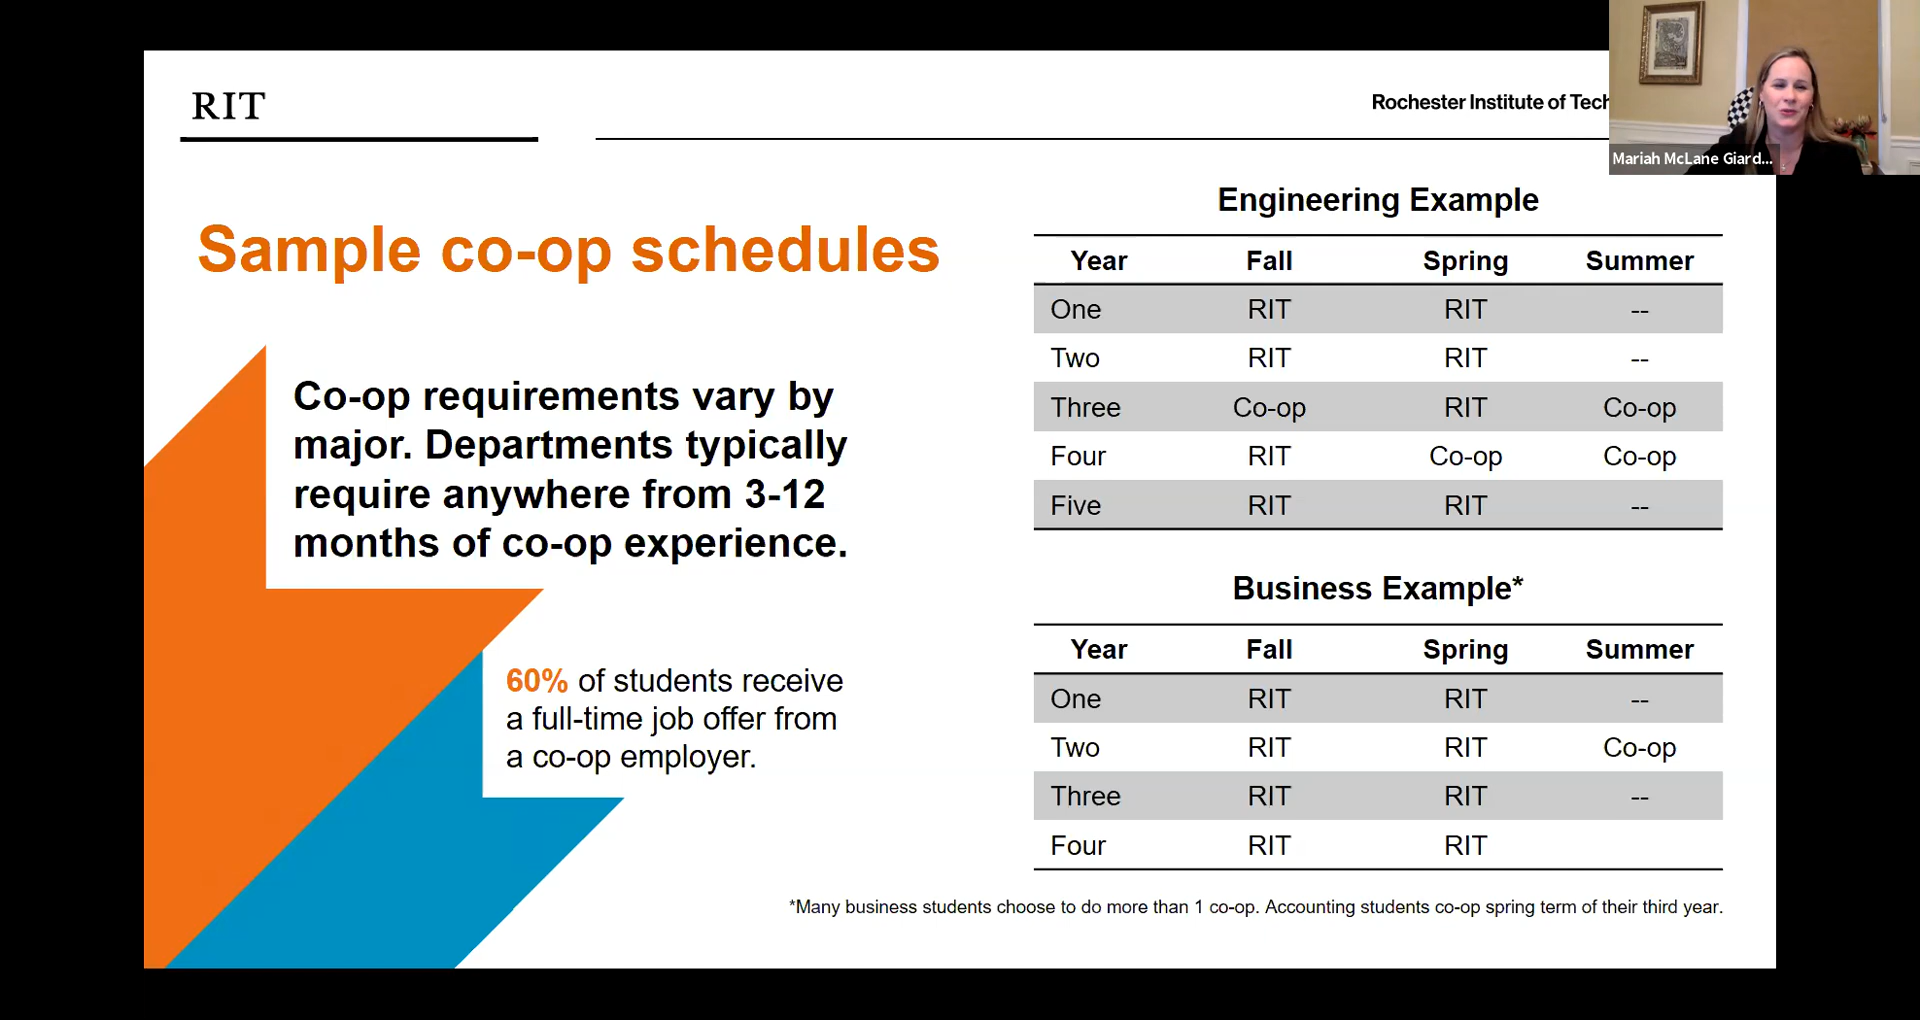 RIT
Rochester Institute of Tech
Mariah McLane Giard...
Sample co-op schedules
Co-op requirements vary by
major. Departments typically
require anywhere from 3-12
months of co-op experience.
60% of students receive
a full-time job offer from
a co-op employer.
Engineering Example
Year Fall Spring Summer
One RIT RIT --
Two RIT RIT --
Three Co-op RIT Co-op
Four RIT Co-op Co-op
Five RIT RIT --
Business Example*
Year Fall Spring Summer
One RIT RIT --
Two RIT RIT Co-op
Three RIT RIT --
Four RIT RIT
*Many business students choose to do more than 1 co-op. Accounting students co-op spring term of their third year.